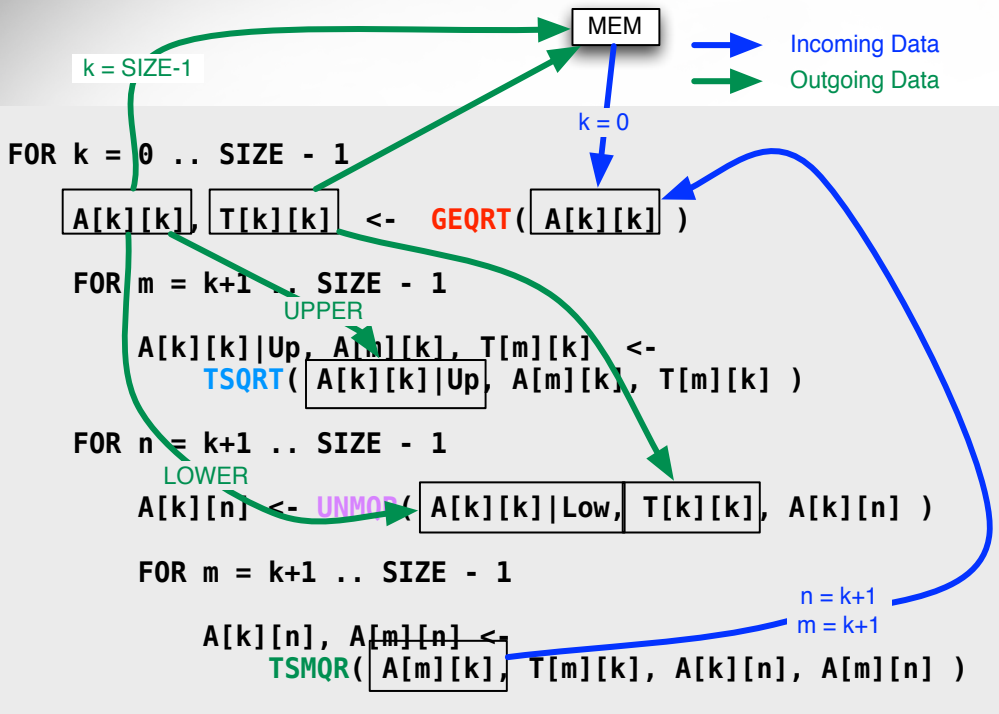 MEM
Incoming Data
Outgoing Data
k = SIZE-1
k = 0
FOR k = 0 .. SIZE - 1
A[k][k], T[k][k] <- GEQRT( A[k][k] )
FOR m = k+1 .. SIZE - 1
UPPER
A[k][k]|Up, A[m][k], T[m][k] <-
TSQRT( A[k][k]|Up, A[m][k], T[m][k] )
FOR n = k+1 .. SIZE - 1
LOWER
A[k][n] <- UNMQR( A[k][k]|Low, T[k][k], A[k][n] )
FOR m = k+1 .. SIZE - 1
n = k+1
m = k+1
A[k][n], A[m][n] <-
TSMQR( A[m][k], T[m][k], A[k][n], A[m][n] )